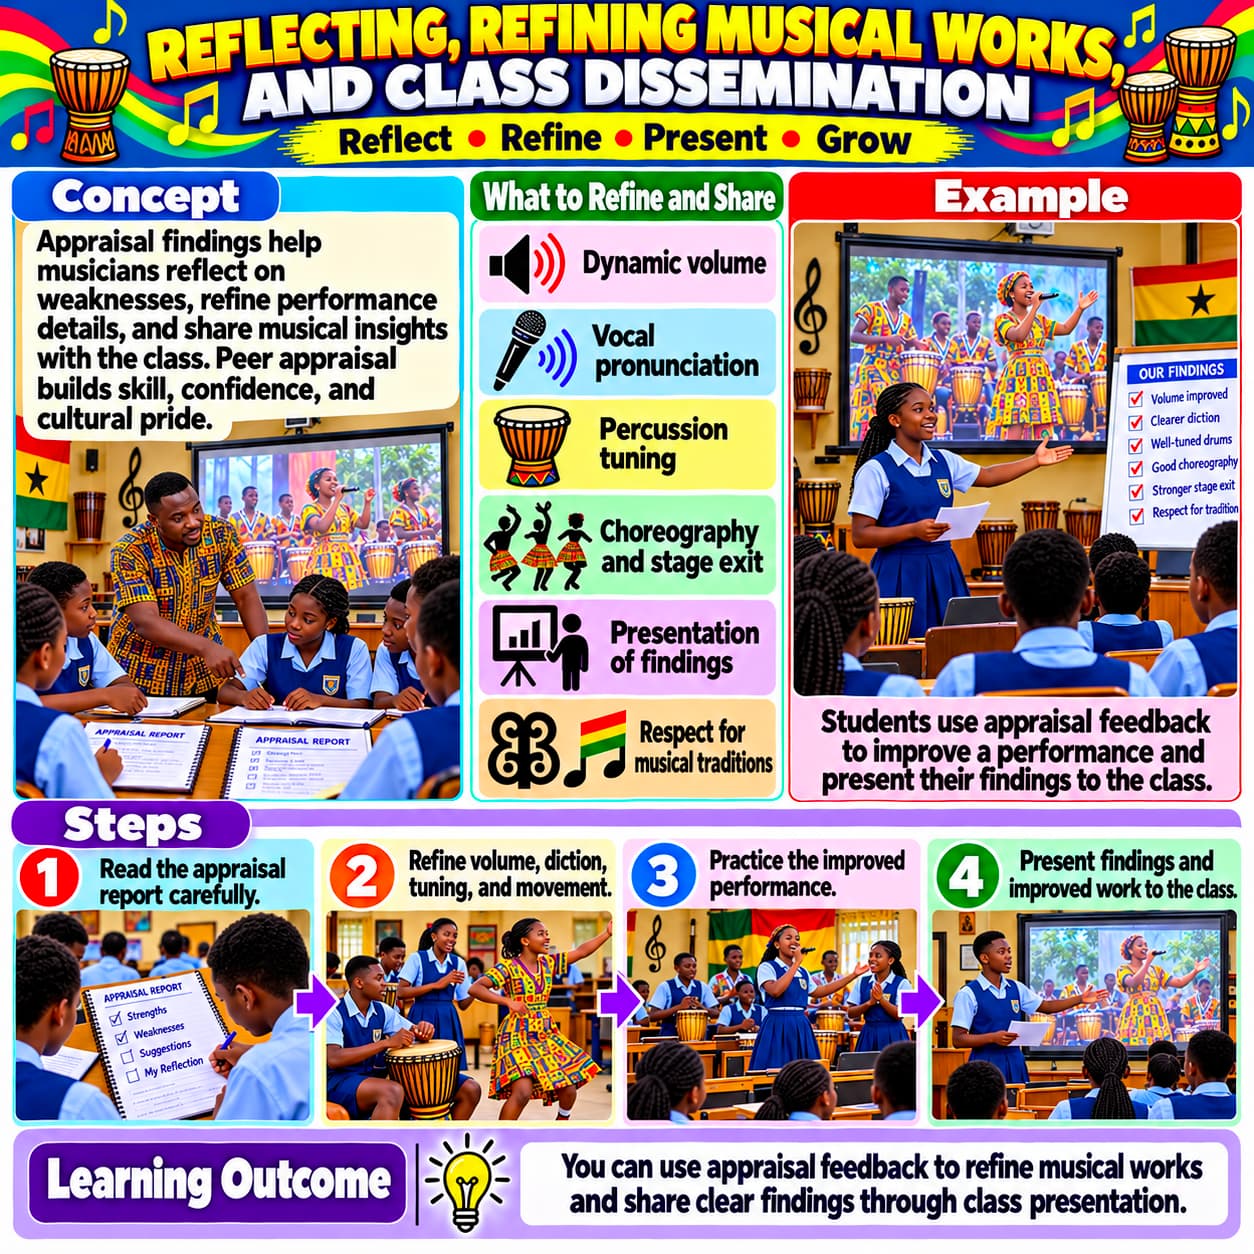 REFLECTING, REFINING MUSICAL WORKS,
AND CLASS DISSEMINATION
Reflect • Refine • Present • Grow
Concept
Appraisal findings help
musicians reflect on
weaknesses, refine performance
details, and share musical insights
with the class. Peer appraisal
builds skill, confidence, and
cultural pride.
APPRAISAL REPORT
APPRAISAL REPORT
What to Refine and Share
Dynamic volume
Vocal
pronunciation
Percussion
tuning
Choreography
and stage exit
Presentation
of findings
Respect for
musical traditions
Example
OUR FINDINGS
Volume improved
Clearer diction
Well-tuned drums
Good choreography
Stronger stage exit
Respect for tradition
Students use appraisal feedback
to improve a performance and
present their findings to the class.
Steps
1
Read the appraisal
report carefully.
APPRAISAL REPORT
Strengths
Weaknesses
Suggestions
My Reflection
2
Refine volume, diction,
tuning, and movement.
3
Practice the improved
performance.
4
Present findings and
improved work to the class.
Learning Outcome
You can use appraisal feedback to refine musical works
and share clear findings through class presentation.